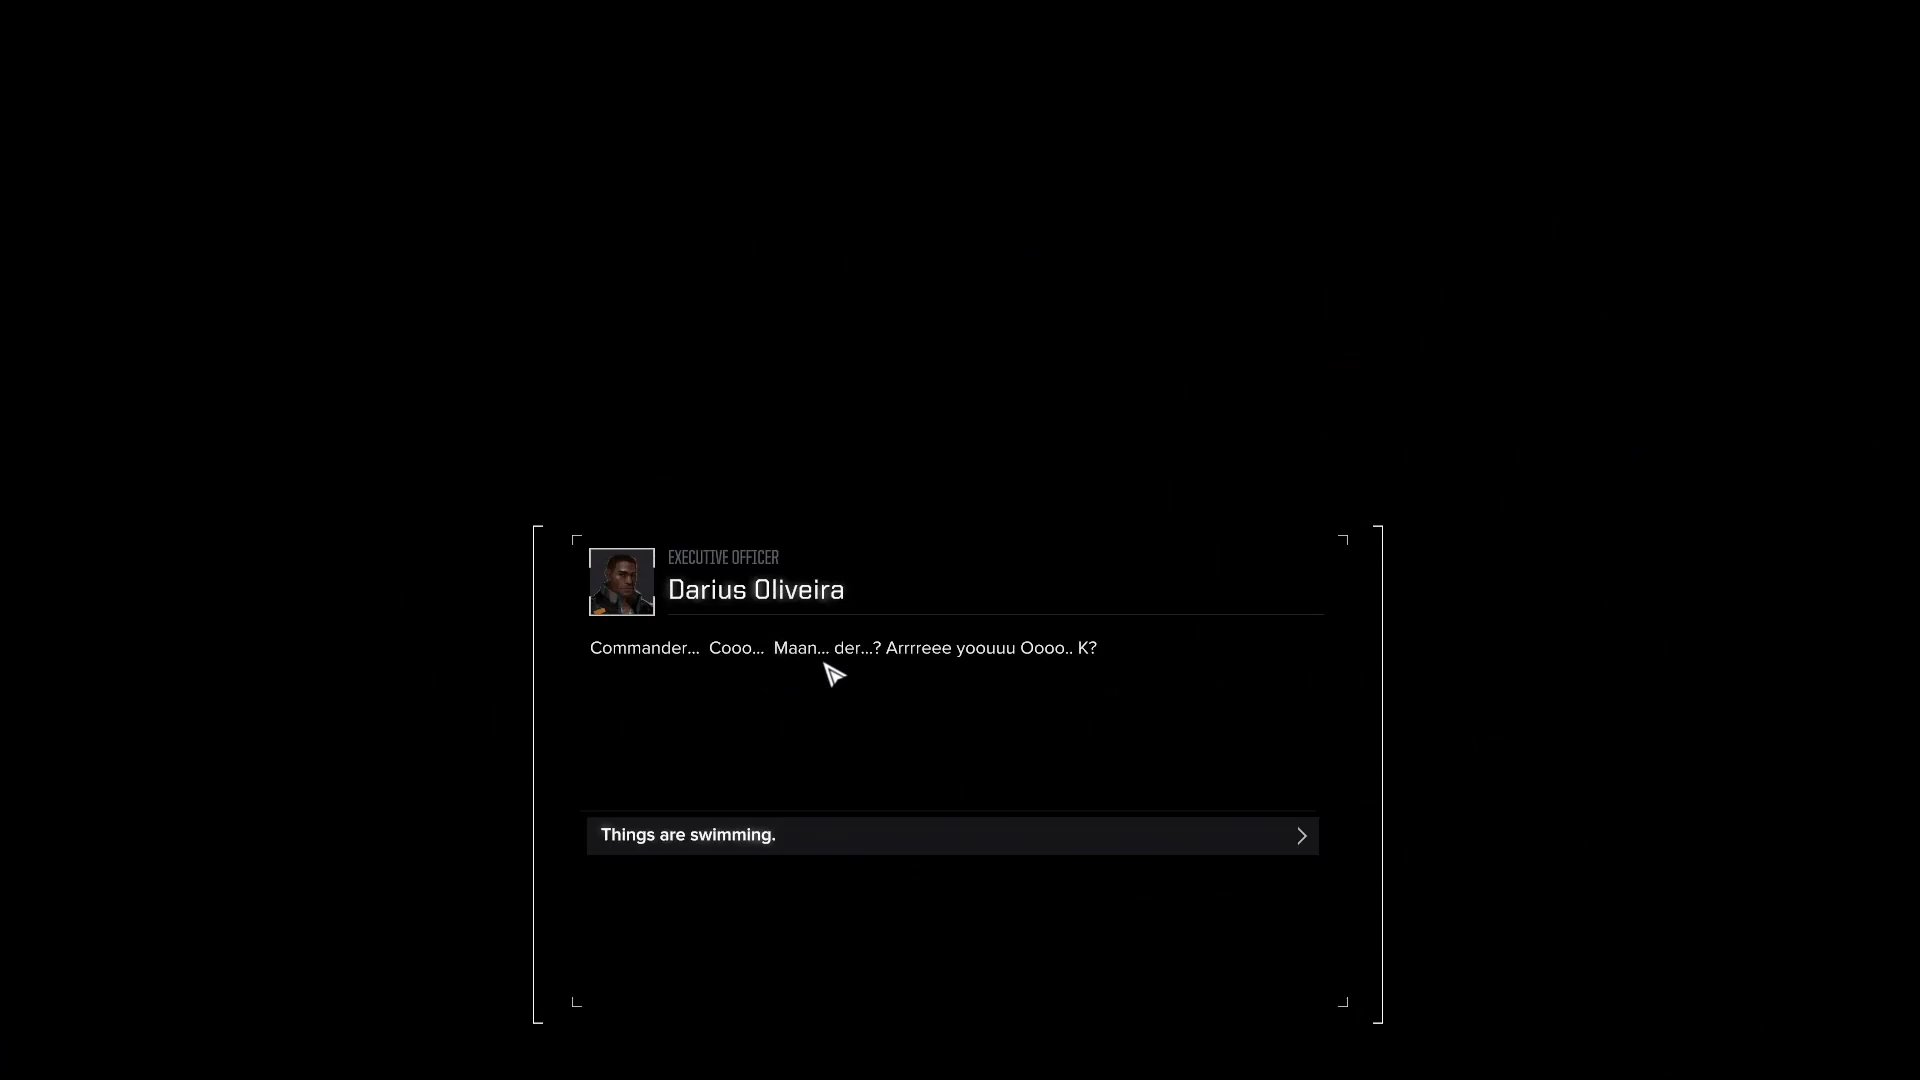 EXECUTIVE OFFICER
Darius Oliveira
Commander... Cooo... Maan... der...? Arrrreee yoouuu Oooo.. K?
Things are swimming.